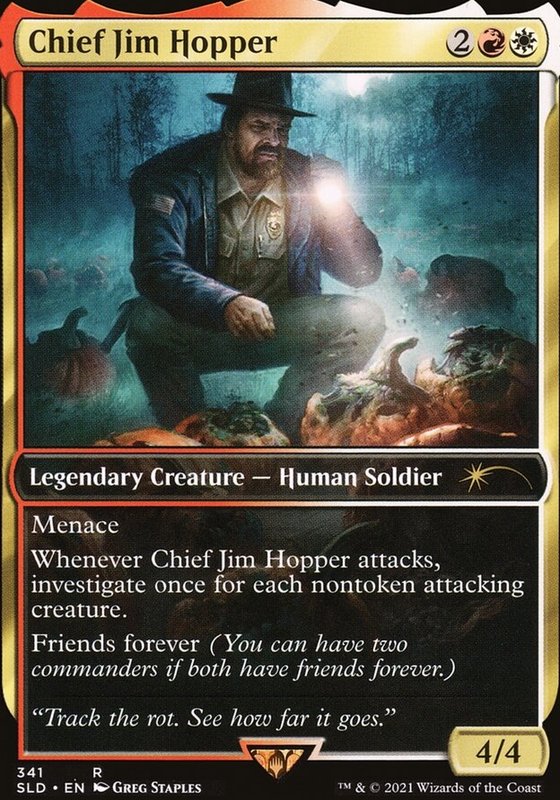 Chief Jim Hopper 2
Legendary Creature — Human Soldier
Menace
Whenever Chief Jim Hopper attacks,
investigate once for each nontoken attacking
creature.
Friends forever (You can have two
commanders if both have friends forever.)
“Track the rot. See how far it goes.”
4/4
341 R
SLD • EN Greg Staples
™ & © 2021 Wizards of the Coast